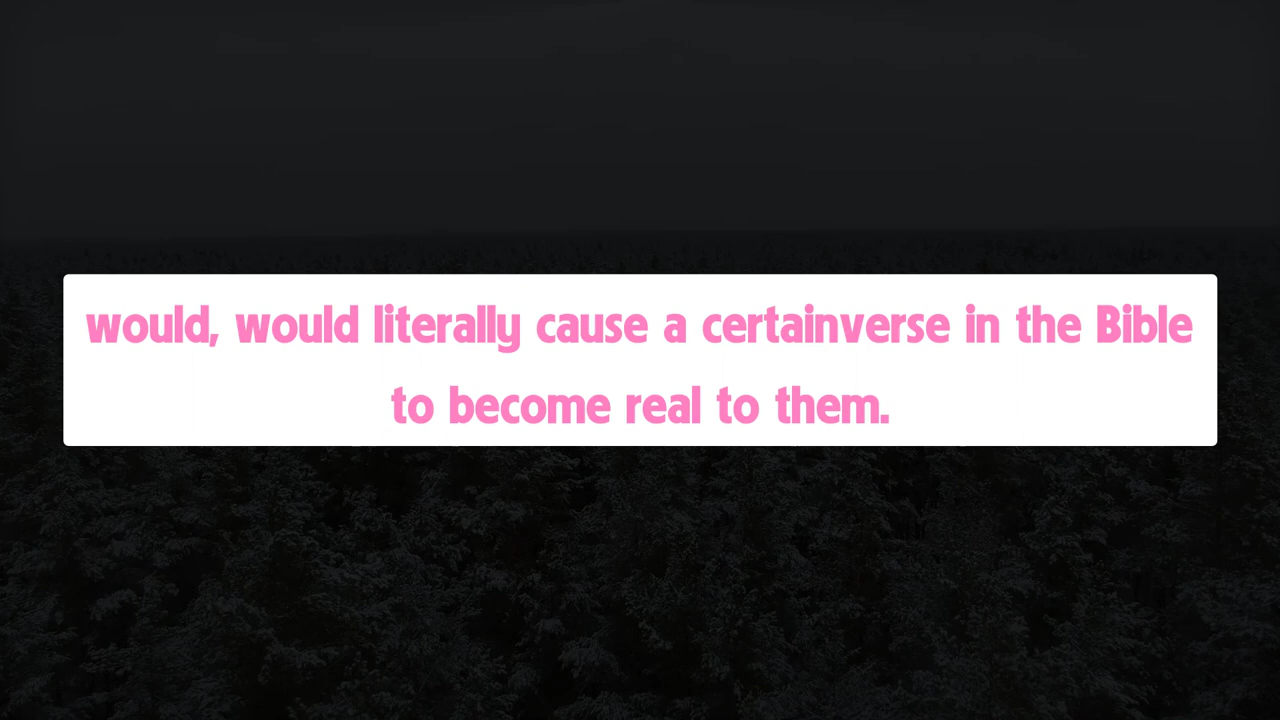 would, would literally cause a certainverse in the Bible
to become real to them.